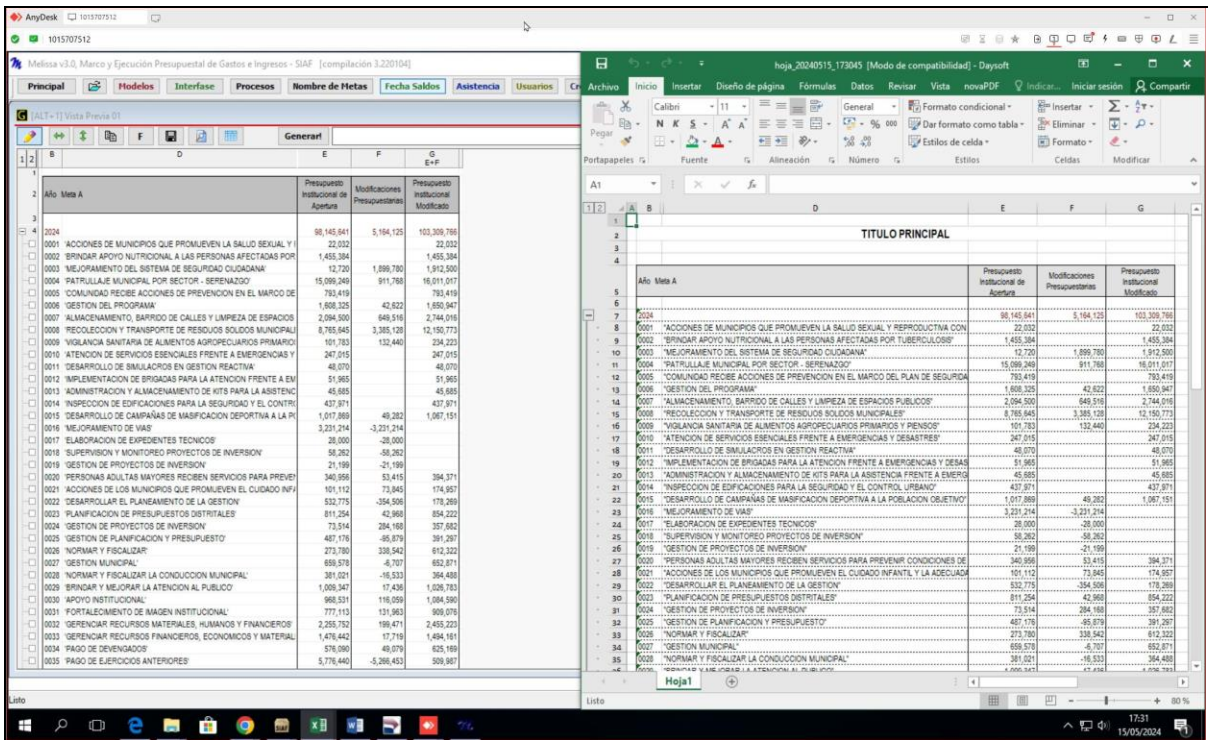 AnyDesk 1015707512
1015707512
Melissa v3.0, Marco y Ejecución Presupuestal de Gastos e Ingresos - SIAF [compilación 3.220104]
Principal Modelos Interfase Procesos Nombre de Metas Fecha Saldos Asistencia Usuarios
[ALT+1] Vista Previa 01
F Generar!
1 2 B D E F G
E+F
Año Meta A Presupuesto Institucional de Apertura Modificaciones Presupuestarias Presupuesto Institucional Modificado
2024 98,145,641 5,164,125 103,309,766
0001 'ACCIONES DE MUNICIPIOS QUE PROMUEVEN LA SALUD SEXUAL Y 22,032 22,032
0002 'BRINDAR APOYO NUTRICIONAL A LAS PERSONAS AFECTADAS POR 1,455,384 1,455,384
0003 'MEJORAMIENTO DEL SISTEMA DE SEGURIDAD CIUDADANA' 12,720 1,899,780 1,912,500
0004 'PATRULLAJE MUNICIPAL POR SECTOR - SERENAZGO' 15,099,249 911,768 16,011,017
0005 'COMUNIDAD RECIBE ACCIONES DE PREVENCION EN EL MARCO DE 793,419 793,419
0006 'GESTION DEL PROGRAMA' 1,608,325 42,622 1,650,947
0007 'ALMACENAMIENTO, BARRIDO DE CALLES Y LIMPIEZA DE ESPACIOS 2,094,500 649,516 2,744,016
0008 'RECOLECCION Y TRANSPORTE DE RESIDUOS SOLIDOS MUNICIPALI 8,765,645 3,385,128 12,150,773
0009 'VIGILANCIA SANITARIA DE ALIMENTOS AGROPECUARIOS PRIMARIO 101,783 132,440 234,223
0010 'ATENCION DE SERVICIOS ESENCIALES FRENTE A EMERGENCIAS Y 247,015 247,015
0011 'DESARROLLO DE SIMULACROS EN GESTION REACTIVA' 48,070 48,070
0012 'IMPLEMENTACION DE BRIGADAS PARA LA ATENCION FRENTE A EM 51,965 51,965
0013 'ADMINISTRACION Y ALMACENAMIENTO DE KITS PARA LA ASISTENC 45,685 45,685
0014 'INSPECCION DE EDIFICACIONES PARA LA SEGURIDAD Y EL CONTR 437,971 437,971
0015 'DESARROLLO DE CAMPAÑAS DE MASIFICACION DEPORTIVA A LA P 1,017,869 49,282 1,067,151
0016 'MEJORAMIENTO DE VIAS' 3,231,214 -3,231,214
0017 'ELABORACION DE EXPEDIENTES TECNICOS' 28,000 -28,000
0018 'SUPERVISION Y MONITOREO PROYECTOS DE INVERSION' 58,262 -58,262
0019 'GESTION DE PROYECTOS DE INVERSION' 21,199 -21,199
0020 'PERSONAS ADULTAS MAYORES RECIBEN SERVICIOS PARA PREVEN 340,956 53,415 394,371
0021 'ACCIONES DE LOS MUNICIPIOS QUE PROMUEVEN EL CUIDADO INFA 101,112 73,845 174,957
0022 'DESARROLLAR EL PLANEAMIENTO DE LA GESTION' 532,775 -354,506 178,269
0023 'PLANIFICACION DE PRESUPUESTOS DISTRITALES' 811,254 42,968 854,222
0024 'GESTION DE PROYECTOS DE INVERSION' 73,514 284,168 357,682
0025 'GESTION DE PLANIFICACION Y PRESUPUESTO' 487,176 -95,879 391,297
0026 'NORMAR Y FISCALIZAR' 273,780 338,542 612,322
0027 'GESTION MUNICIPAL' 659,578 -6,707 652,871
0028 'NORMAR Y FISCALIZAR LA CONDUCCION MUNICIPAL' 381,021 -16,533 364,488
0029 'BRINDAR Y MEJORAR LA ATENCION AL PUBLICO' 1,009,347 17,436 1,026,783
0030 'APOYO INSTITUCIONAL' 968,531 116,059 1,084,590
0031 'FORTALECIMIENTO DE IMAGEN INSTITUCIONAL' 777,113 131,963 909,076
0032 'GERENCIAR RECURSOS MATERIALES, HUMANOS Y FINANCIEROS' 2,255,752 199,471 2,455,223
0033 'GERENCIAR RECURSOS FINANCIEROS, ECONOMICOS Y MATERIAL 1,476,442 17,719 1,494,161
0034 'PAGO DE DEVENGADOS' 576,090 49,079 625,169
0035 'PAGO DE EJERCICIOS ANTERIORES' 5,776,440 -5,266,453 509,987
Listo
hoja_20240515_173045 [Modo de compatibilidad] - Daysoft
Archivo Inicio Insertar Diseño de página Fórmulas Datos Revisar Vista novaPDF Indicar... Iniciar sesión Compartir
Pegar Calibri 11 General Formato condicional Insertar
N K S Dar formato como tabla Eliminar
Estilos de celda Formato
Portapapeles Fuente Alineación Número Estilos Celdas Modificar
A1 fx
1 2 A B D E F G
1
2 TITULO PRINCIPAL
3
4
5 Año Meta A Presupuesto Institucional de Apertura Modificaciones Presupuestarias Presupuesto Institucional Modificado
6
7 2024 98,145,641 5,164,125 103,309,766
8 0001 "ACCIONES DE MUNICIPIOS QUE PROMUEVEN LA SALUD SEXUAL Y REPRODUCTIVA CON 22,032 22,032
9 0002 "BRINDAR APOYO NUTRICIONAL A LAS PERSONAS AFECTADAS POR TUBERCULOSIS" 1,455,384 1,455,384
10 0003 "MEJORAMIENTO DEL SISTEMA DE SEGURIDAD CIUDADANA" 12,720 1,899,780 1,912,500
11 0004 "PATRULLAJE MUNICIPAL POR SECTOR - SERENAZGO" 15,099,249 911,768 16,011,017
12 0005 "COMUNIDAD RECIBE ACCIONES DE PREVENCION EN EL MARCO DEL PLAN DE SEGURIDA 793,419 793,419
13 0006 "GESTION DEL PROGRAMA" 1,608,325 42,622 1,650,947
14 0007 "ALMACENAMIENTO, BARRIDO DE CALLES Y LIMPIEZA DE ESPACIOS PUBLICOS" 2,094,500 649,516 2,744,016
15 0008 "RECOLECCION Y TRANSPORTE DE RESIDUOS SOLIDOS MUNICIPALES" 8,765,645 3,385,128 12,150,773
16 0009 "VIGILANCIA SANITARIA DE ALIMENTOS AGROPECUARIOS PRIMARIOS Y PIENSOS" 101,783 132,440 234,223
17 0010 "ATENCION DE SERVICIOS ESENCIALES FRENTE A EMERGENCIAS Y DESASTRES" 247,015 247,015
18 0011 "DESARROLLO DE SIMULACROS EN GESTION REACTIVA" 48,070 48,070
19 0012 "IMPLEMENTACION DE BRIGADAS PARA LA ATENCION FRENTE A EMERGENCIAS Y DESAS 51,965 51,965
20 0013 "ADMINISTRACION Y ALMACENAMIENTO DE KITS PARA LA ASISTENCIA FRENTE A EMERG 45,685 45,685
21 0014 "INSPECCION DE EDIFICACIONES PARA LA SEGURIDAD Y EL CONTROL URBANO" 437,971 437,971
22 0015 "DESARROLLO DE CAMPAÑAS DE MASIFICACION DEPORTIVA A LA POBLACION OBJETIVO" 1,017,869 49,282 1,067,151
23 0016 "MEJORAMIENTO DE VIAS" 3,231,214 -3,231,214
24 0017 "ELABORACION DE EXPEDIENTES TECNICOS" 28,000 -28,000
25 0018 "SUPERVISION Y MONITOREO PROYECTOS DE INVERSION" 58,262 -58,262
26 0019 "GESTION DE PROYECTOS DE INVERSION" 21,199 -21,199
27 0020 "PERSONAS ADULTAS MAYORES RECIBEN SERVICIOS PARA PREVENIR CONDICIONES DE 340,956 53,415 394,371
28 0021 "ACCIONES DE LOS MUNICIPIOS QUE PROMUEVEN EL CUIDADO INFANTIL Y LA ADECUADA 101,112 73,845 174,957
29 0022 "DESARROLLAR EL PLANEAMIENTO DE LA GESTION" 532,775 -354,506 178,269
30 0023 "PLANIFICACION DE PRESUPUESTOS DISTRITALES" 811,254 42,968 854,222
31 0024 "GESTION DE PROYECTOS DE INVERSION" 73,514 284,168 357,682
32 0025 "GESTION DE PLANIFICACION Y PRESUPUESTO" 487,176 -95,879 391,297
33 0026 "NORMAR Y FISCALIZAR" 273,780 338,542 612,322
34 0027 "GESTION MUNICIPAL" 659,578 -6,707 652,871
35 0028 "NORMAR Y FISCALIZAR LA CONDUCCION MUNICIPAL" 381,021 -16,533 364,488
Hoja1
Listo 80 %
17:31
15/05/2024